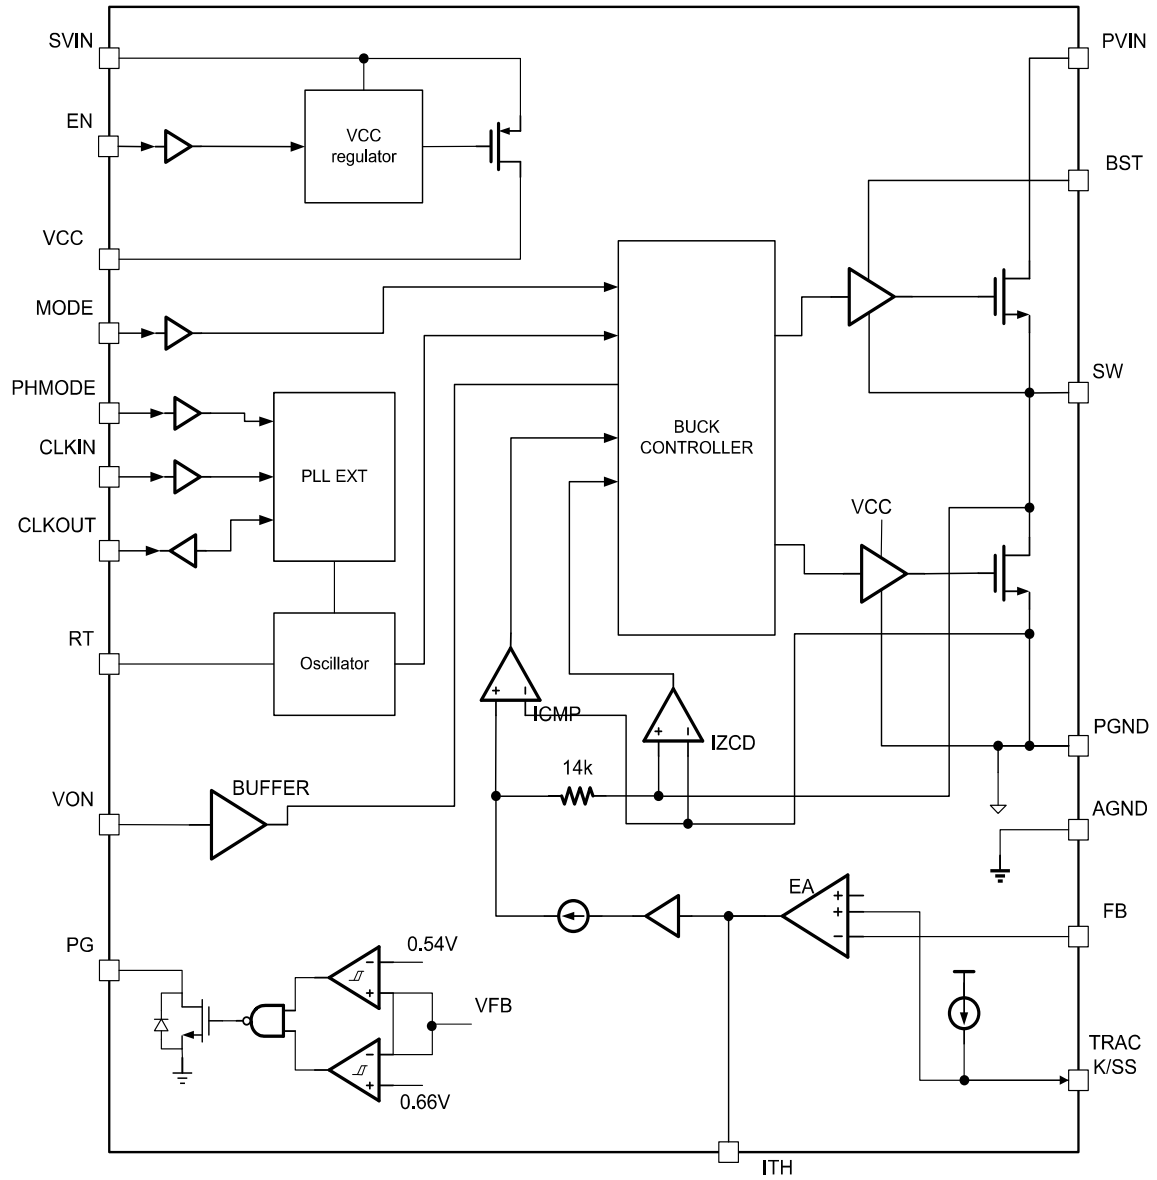 SVIN
PVIN
EN
VCC
regulator
BST
VCC
MODE
PHMODE
SW
CLKIN
BUCK
CONTROLLER
PLL EXT
VCC
CLKOUT
RT
Oscillator
+
ICMP
+
IZCD
PGND
14k
BUFFER
VON
AGND
EA
+
+
−
FB
PG
0.54V
−
+
VFB
−
+
0.66V
TRAC
K/SS
ITH